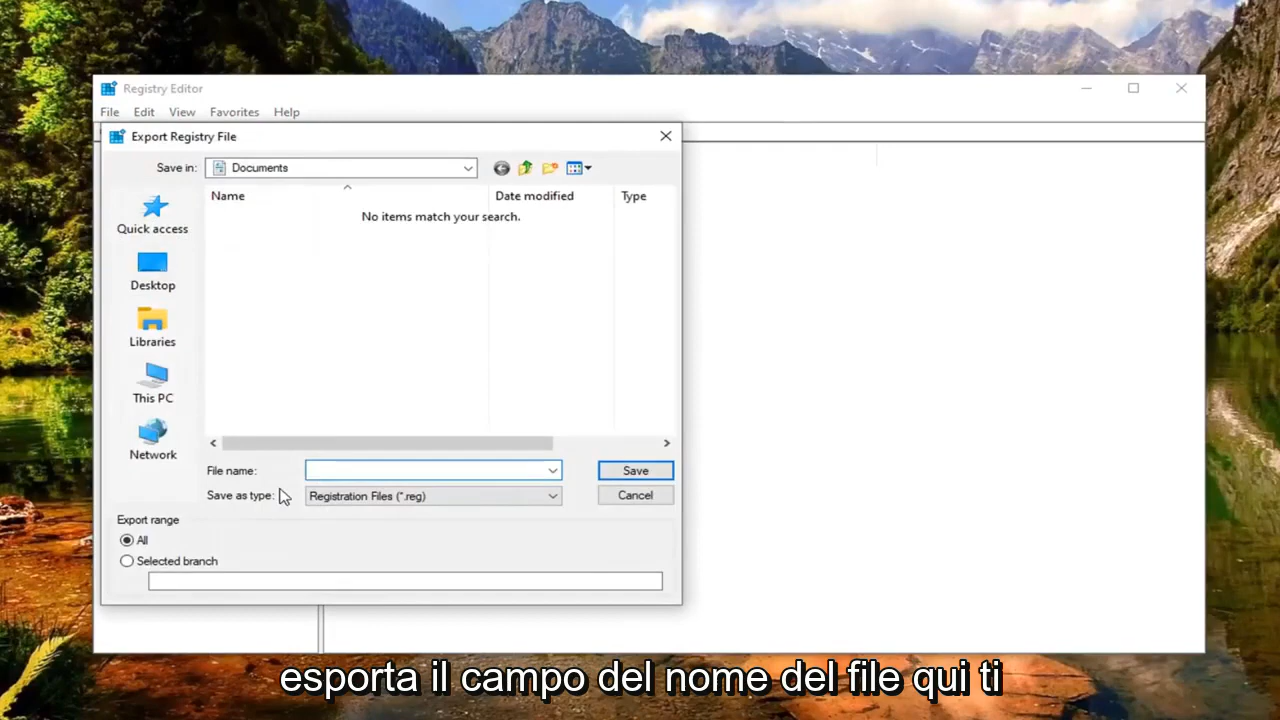 Registry Editor
File Edit View Favorites Help
Export Registry File
Save in: Documents
Name Date modified Type
No items match your search.
Quick access
Desktop
Libraries
This PC
Network
File name: Save
Save as type: Registration Files (*.reg) Cancel
Export range
All
Selected branch
esporta il campo del nome del file qui ti